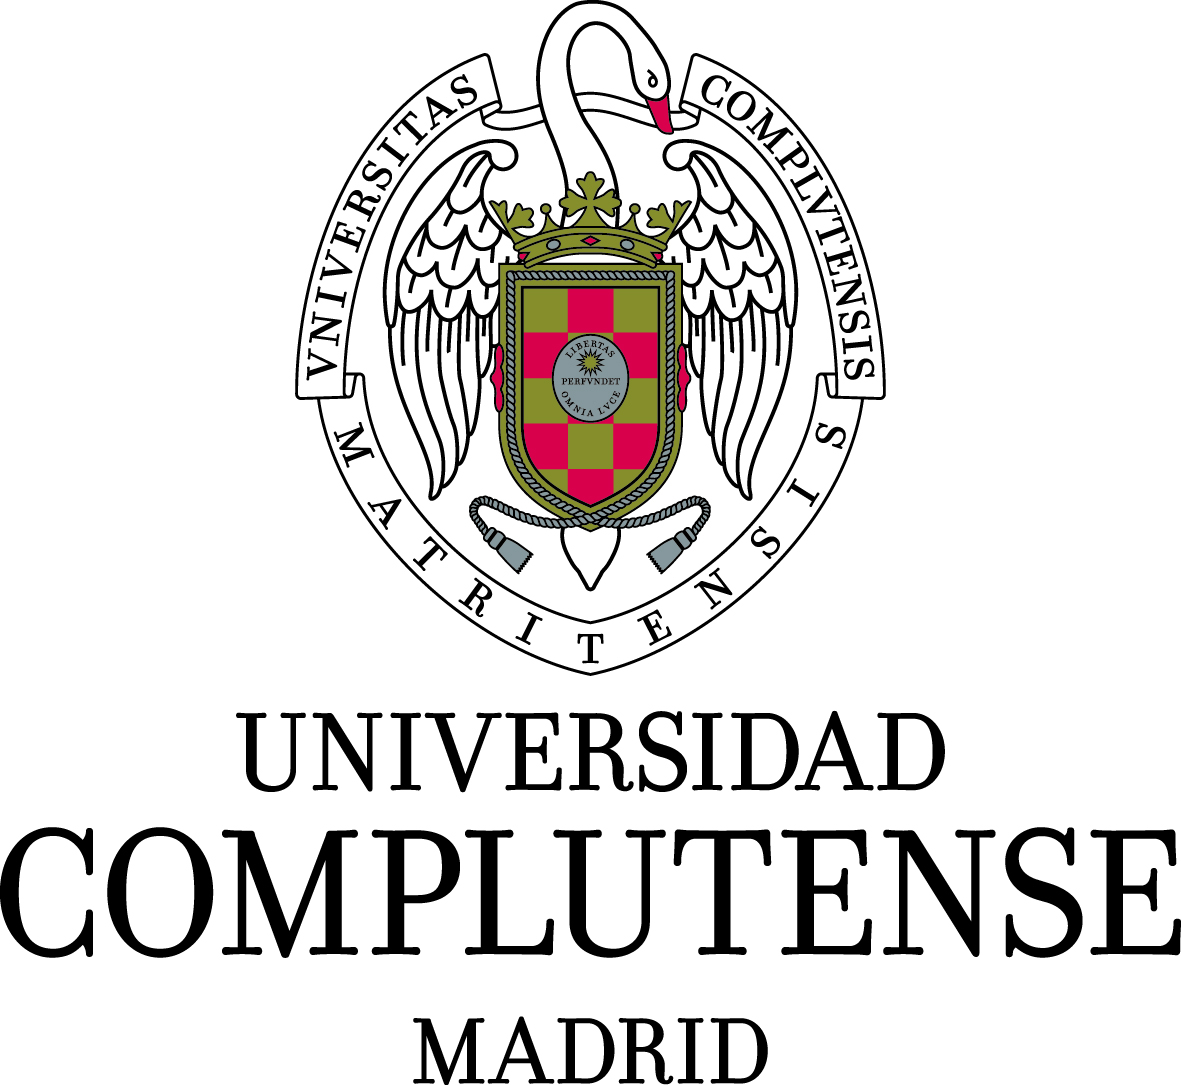 VNIVERSITAS COMPLVTENSIS
MATRITENSIS
LIBERTAS
PERFVNDET
OMNIA LVCE
UNIVERSIDAD
COMPLUTENSE
MADRID